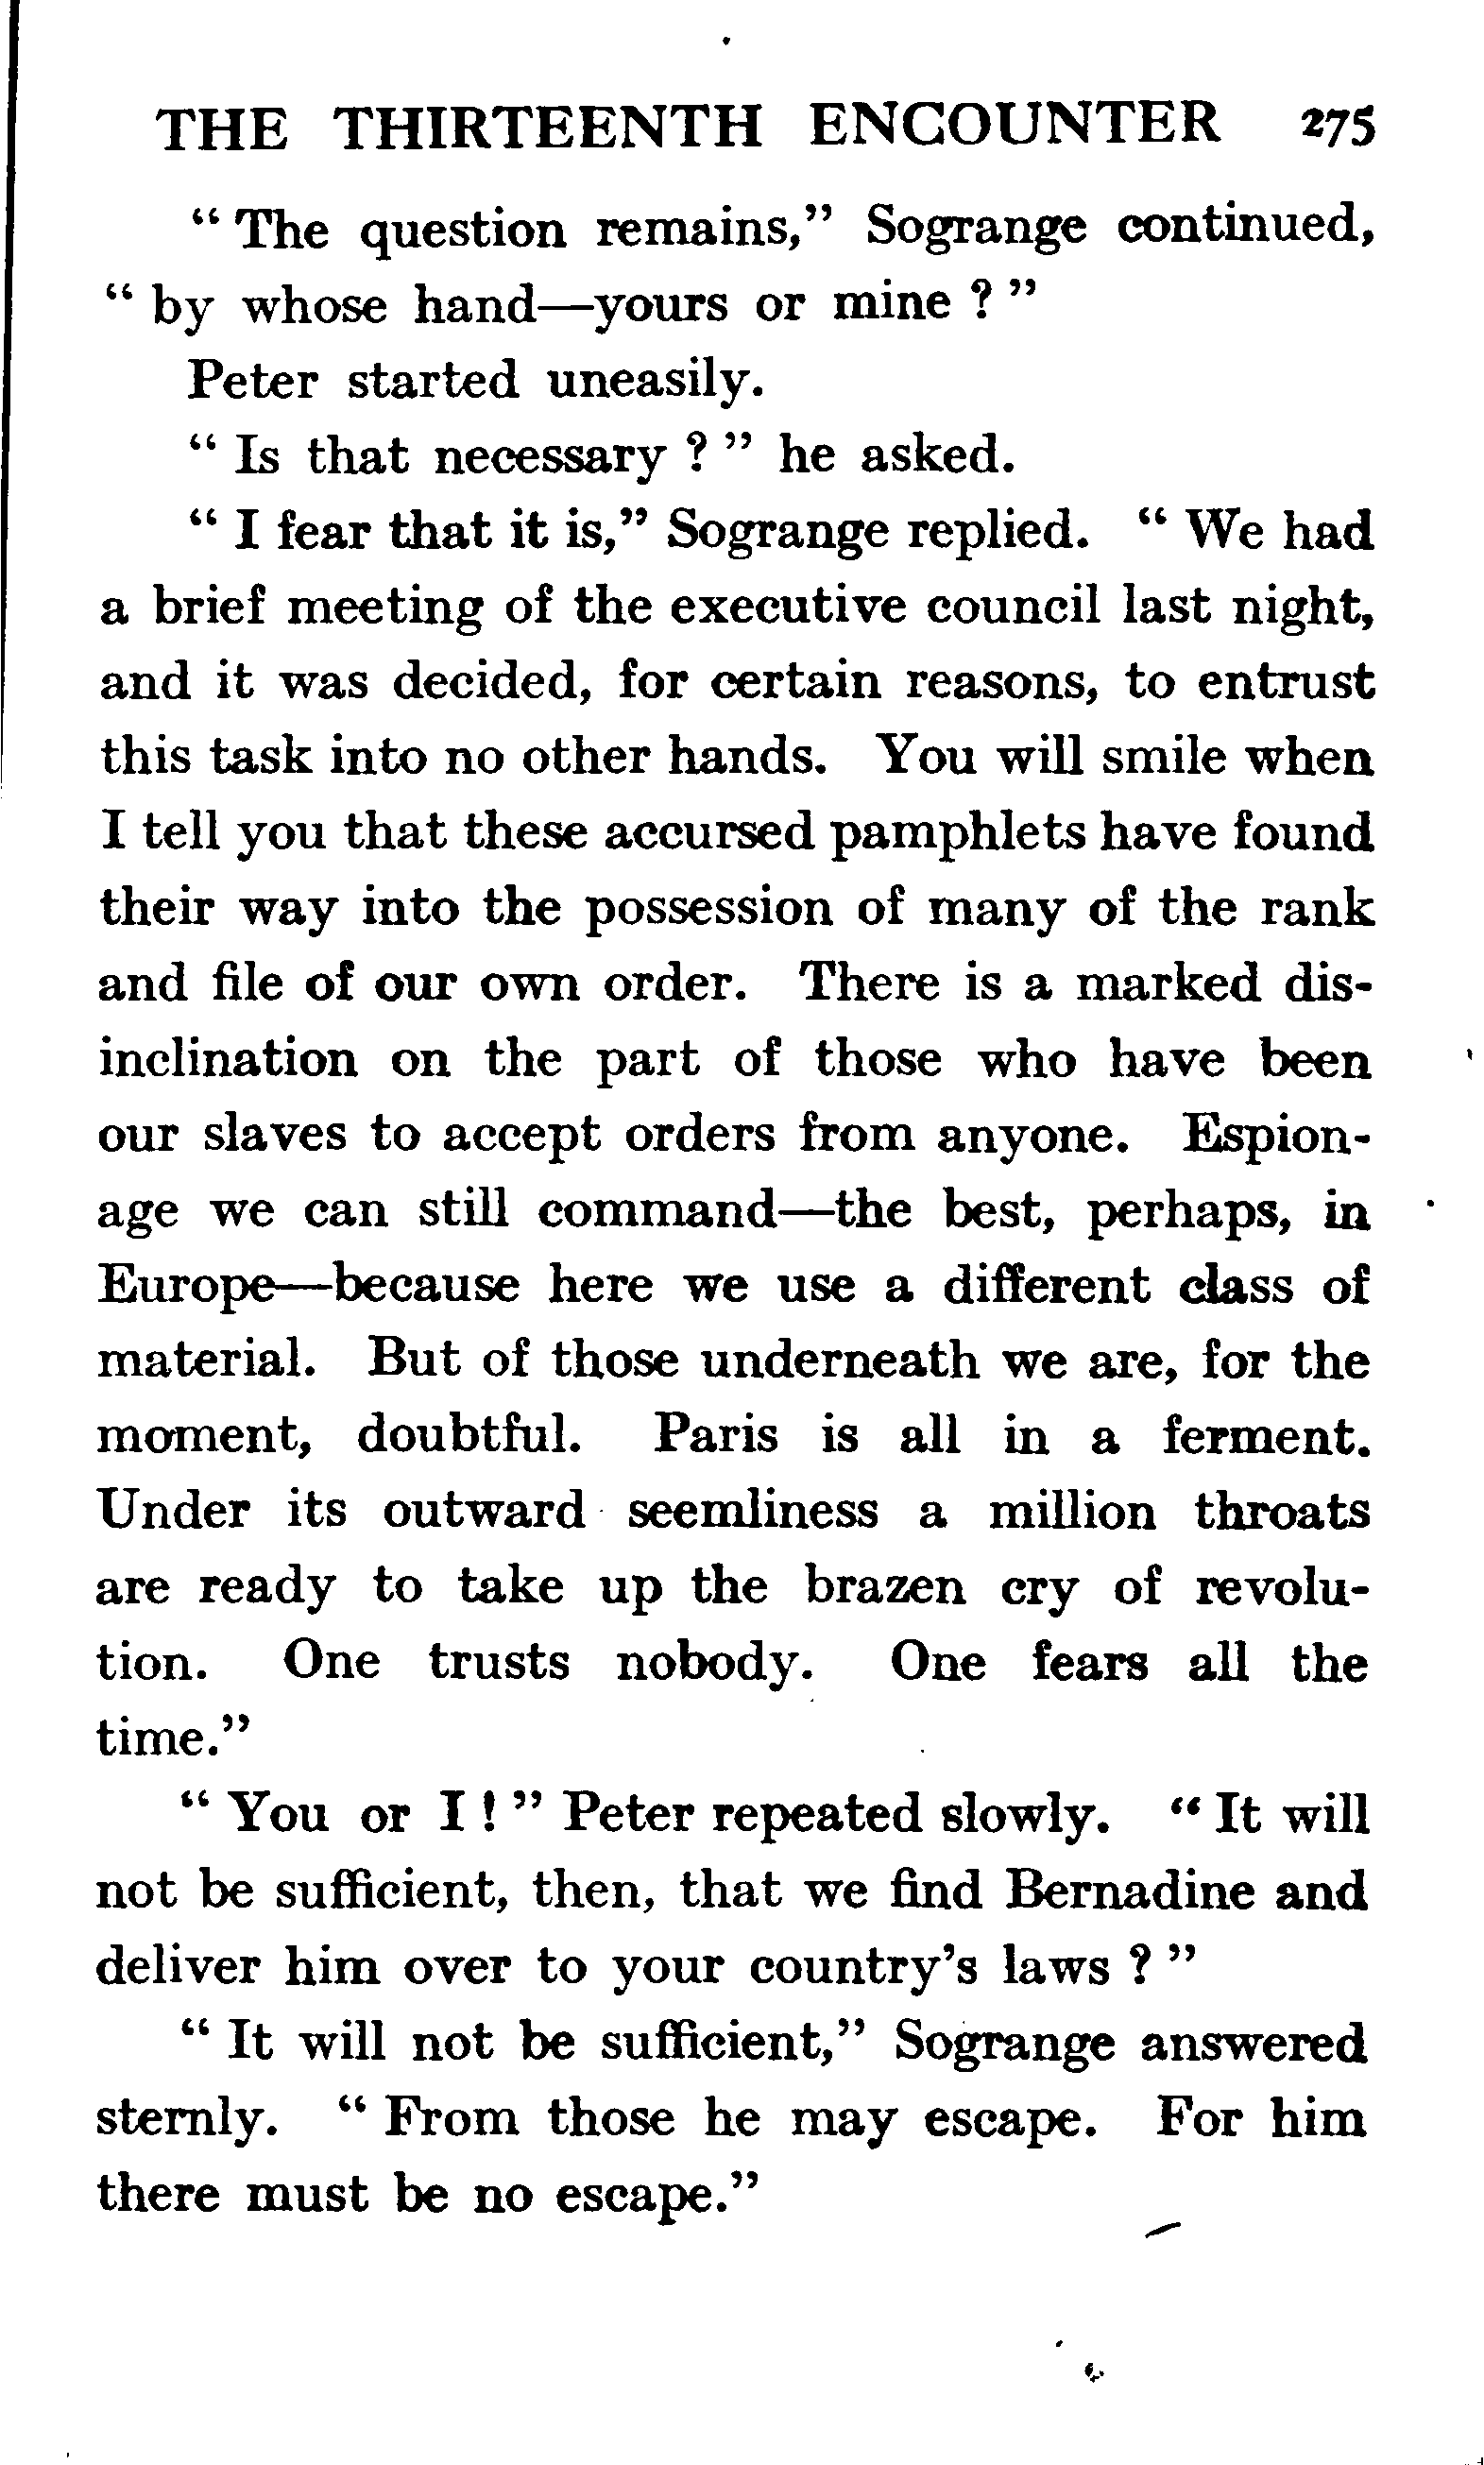 THE THIRTEENTH ENCOUNTER 275
“ The question remains,” Sogrange continued,
“ by whose hand—yours or mine ? ”
Peter started uneasily.
“ Is that necessary ? ” he asked.
“ I fear that it is,” Sogrange replied. “ We had
a brief meeting of the executive council last night,
and it was decided, for certain reasons, to entrust
this task into no other hands. You will smile when
I tell you that these accursed pamphlets have found
their way into the possession of many of the rank
and file of our own order. There is a marked dis-
inclination on the part of those who have been
our slaves to accept orders from anyone. Espion-
age we can still command—the best, perhaps, in
Europe—because here we use a different class of
material. But of those underneath we are, for the
moment, doubtful. Paris is all in a ferment.
Under its outward seemliness a million throats
are ready to take up the brazen cry of revolu-
tion. One trusts nobody. One fears all the
time.”
“ You or I ! ” Peter repeated slowly. “ It will
not be sufficient, then, that we find Bernadine and
deliver him over to your country’s laws ? ”
“ It will not be sufficient,” Sogrange answered
sternly. “ From those he may escape. For him
there must be no escape.”